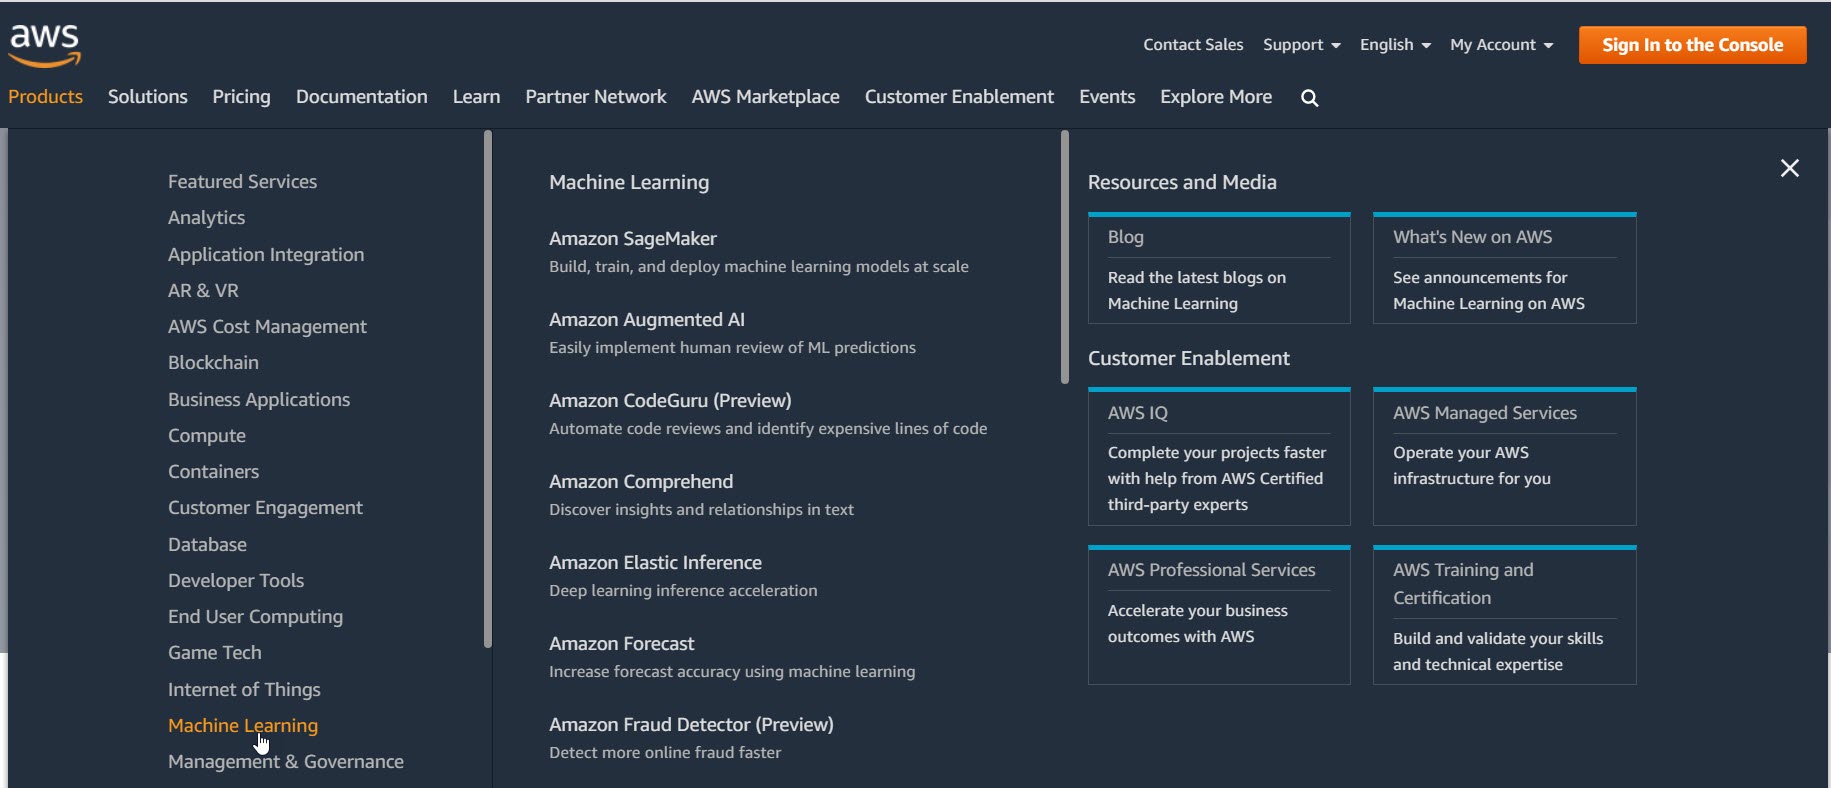 aws
Contact Sales Support English My Account Sign In to the Console
Products Solutions Pricing Documentation Learn Partner Network AWS Marketplace Customer Enablement Events Explore More
Featured Services
Analytics
Application Integration
AR & VR
AWS Cost Management
Blockchain
Business Applications
Compute
Containers
Customer Engagement
Database
Developer Tools
End User Computing
Game Tech
Internet of Things
Machine Learning
Management & Governance
Machine Learning
Amazon SageMaker
Build, train, and deploy machine learning models at scale
Amazon Augmented AI
Easily implement human review of ML predictions
Amazon CodeGuru (Preview)
Automate code reviews and identify expensive lines of code
Amazon Comprehend
Discover insights and relationships in text
Amazon Elastic Inference
Deep learning inference acceleration
Amazon Forecast
Increase forecast accuracy using machine learning
Amazon Fraud Detector (Preview)
Detect more online fraud faster
Resources and Media
Blog
Read the latest blogs on
Machine Learning
What's New on AWS
See announcements for
Machine Learning on AWS
Customer Enablement
AWS IQ
Complete your projects faster
with help from AWS Certified
third-party experts
AWS Managed Services
Operate your AWS
infrastructure for you
AWS Professional Services
Accelerate your business
outcomes with AWS
AWS Training and
Certification
Build and validate your skills
and technical expertise